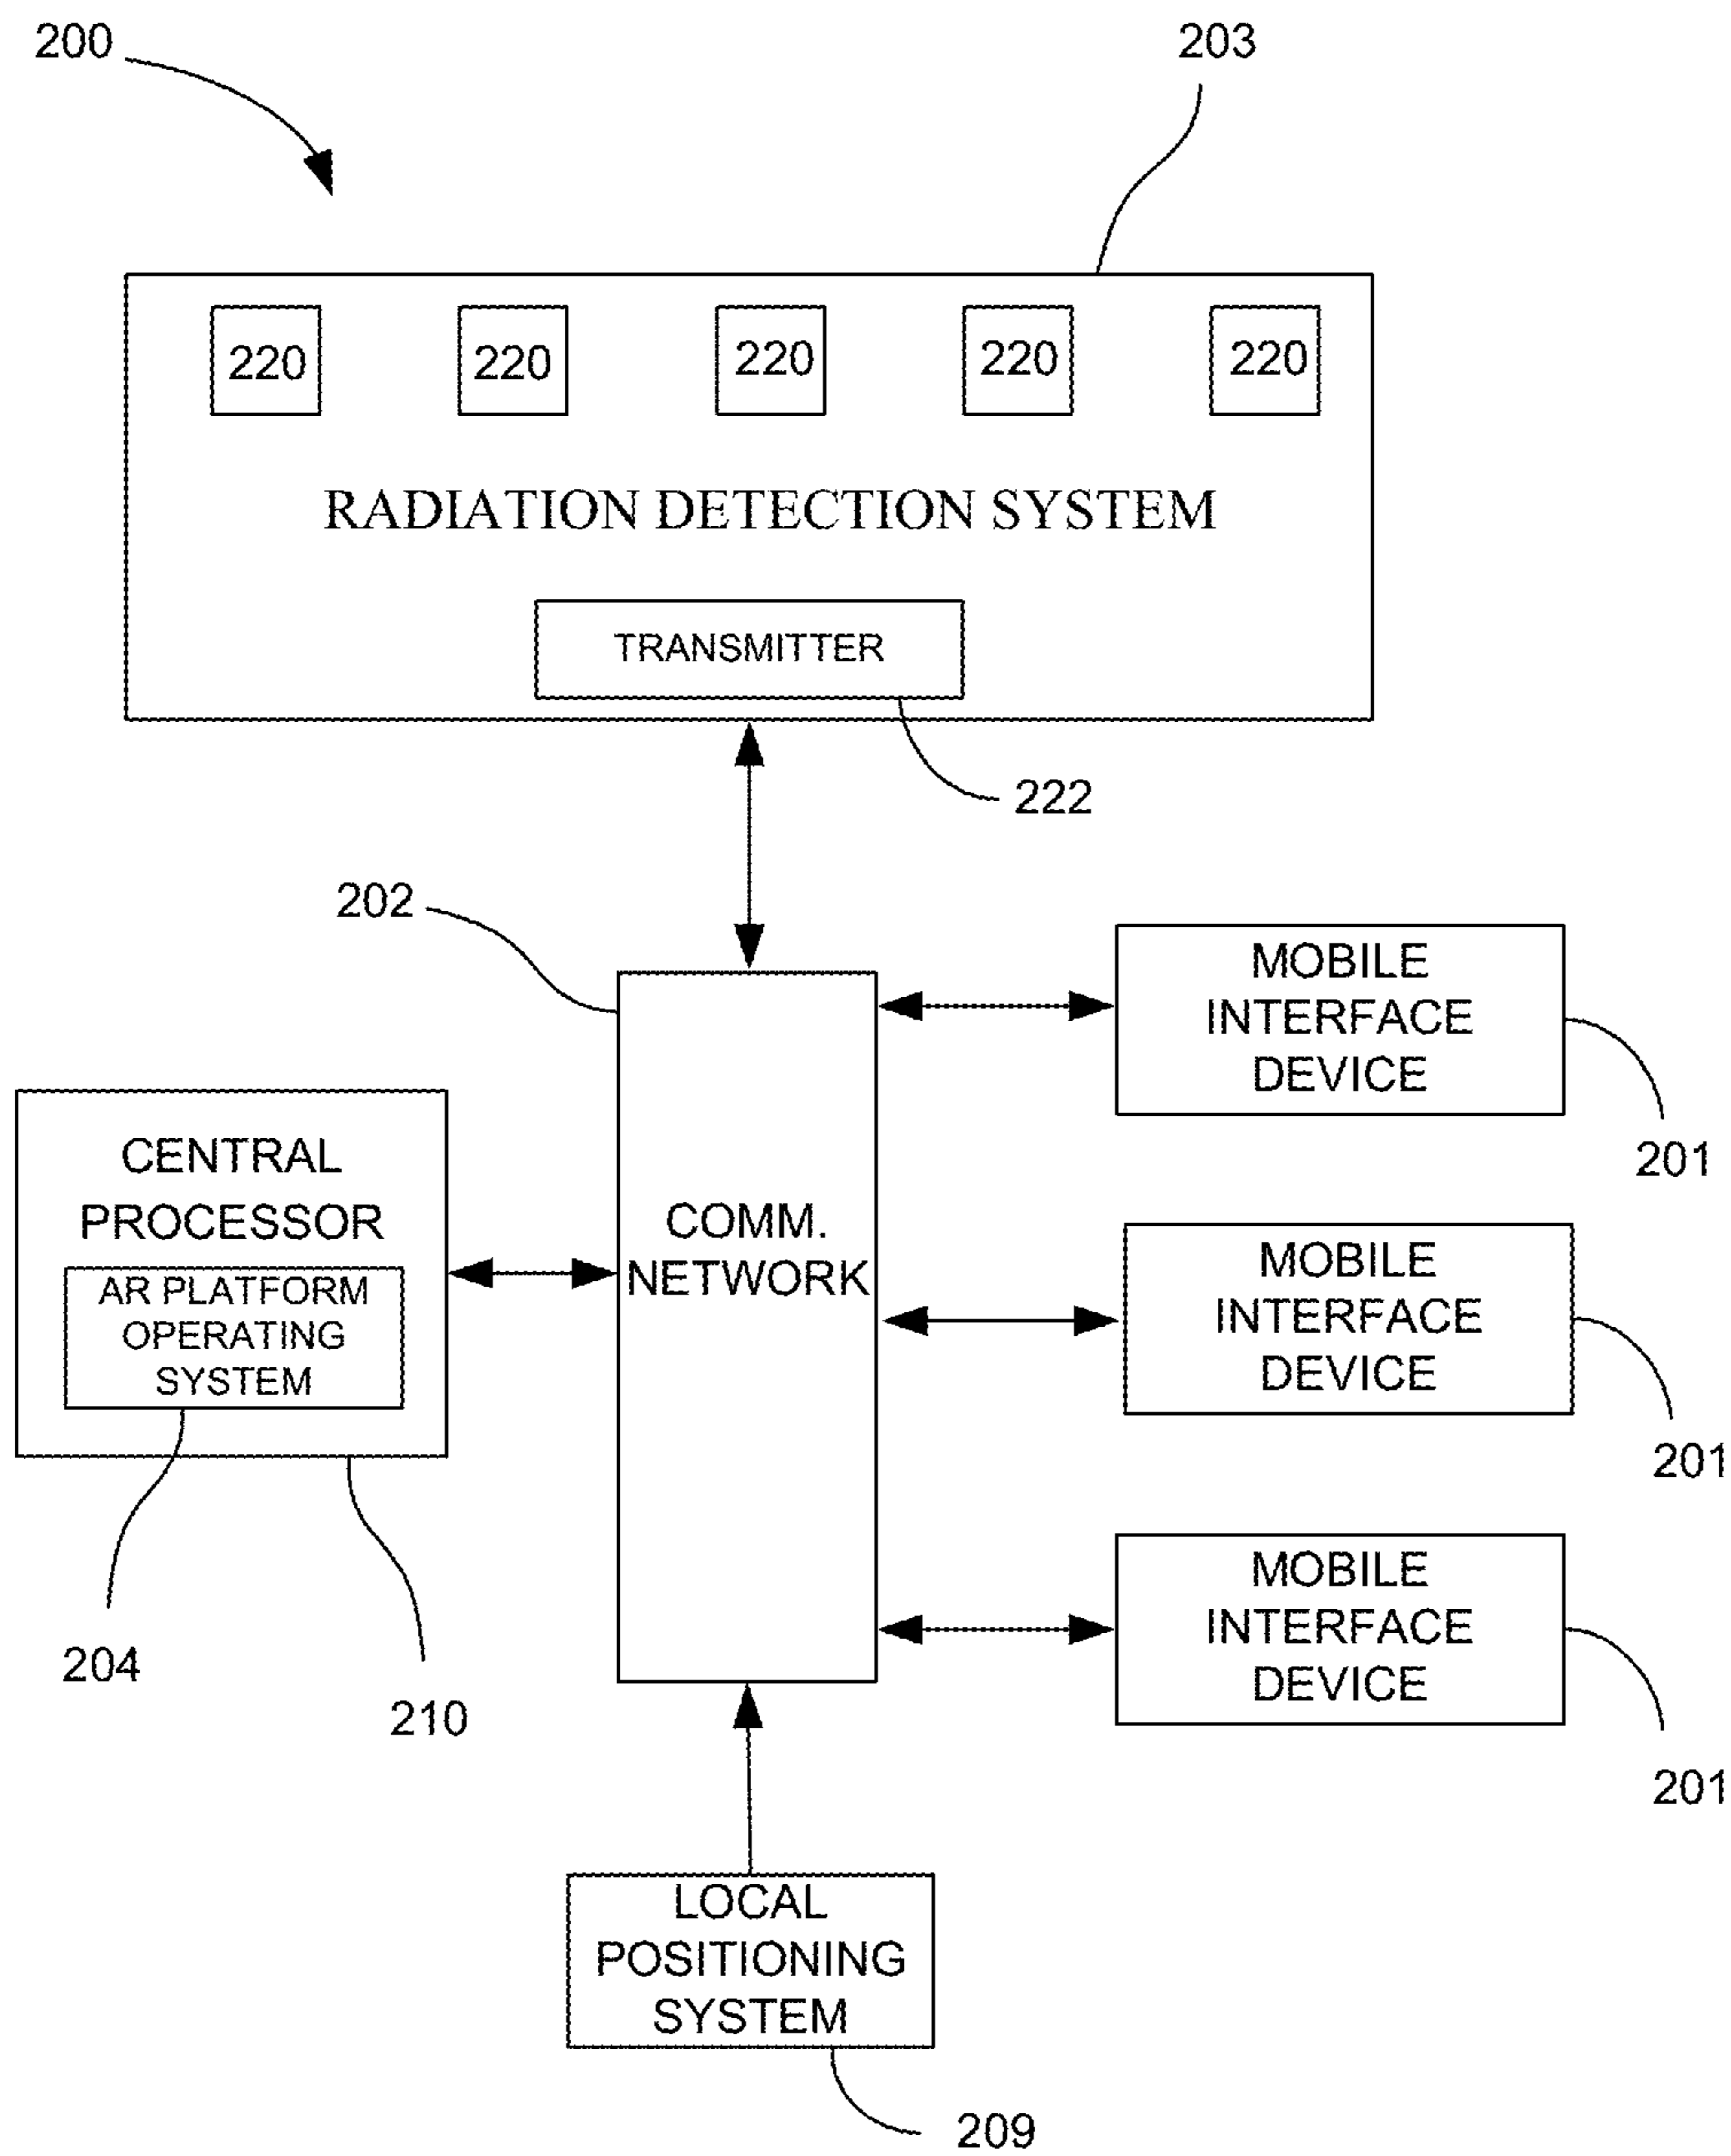 200
203
220 220 220 220 220
RADIATION DETECTION SYSTEM
TRANSMITTER
222
202
MOBILE
INTERFACE
DEVICE
201
CENTRAL
PROCESSOR
AR PLATFORM
OPERATING
SYSTEM
204
210
COMM.
NETWORK
MOBILE
INTERFACE
DEVICE
201
MOBILE
INTERFACE
DEVICE
201
LOCAL
POSITIONING
SYSTEM
209